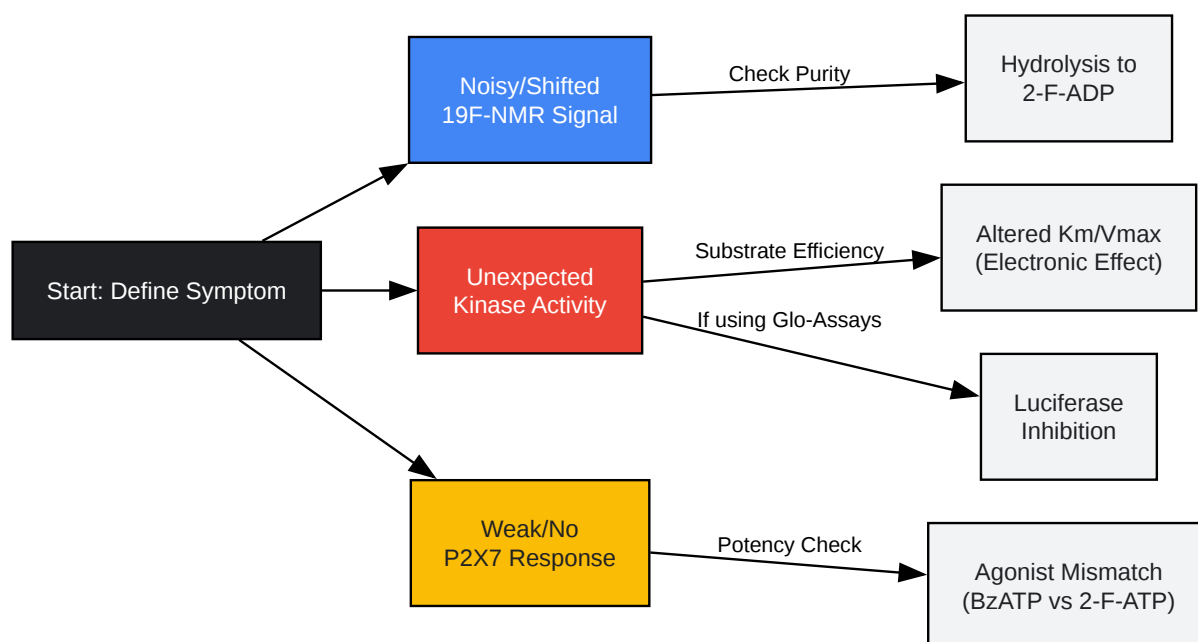 Start: Define Symptom
Noisy/Shifted
19F-NMR Signal
Check Purity
Hydrolysis to
2-F-ADP
Unexpected
Kinase Activity
Substrate Efficiency
Altered Km/Vmax
(Electronic Effect)
If using Glo-Assays
Luciferase
Inhibition
Weak/No
P2X7 Response
Potency Check
Agonist Mismatch
(BzATP vs 2-F-ATP)